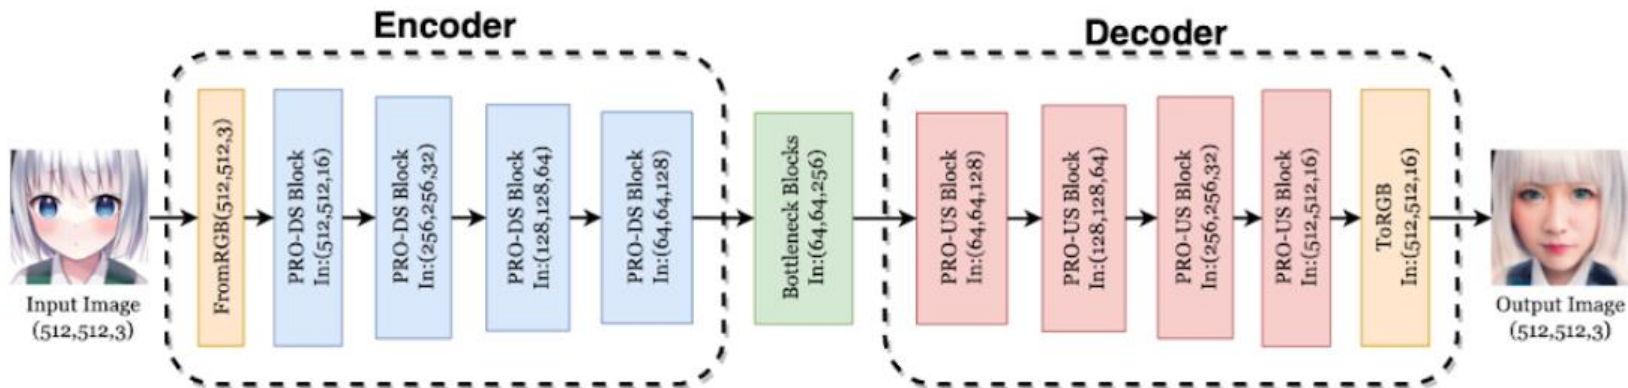 Encoder
Decoder
FromRGB(512,512,3)
PRO-DS Block
In:(512,512,16)
PRO-DS Block
In:(256,256,32)
PRO-DS Block
In:(128,128,64)
PRO-DS Block
In:(64,64,128)
Bottleneck Blocks
In:(64,64,256)
PRO-US Block
In:(64,64,128)
PRO-US Block
In:(128,128,64)
PRO-US Block
In:(256,256,32)
PRO-US Block
In:(512,512,16)
ToRGB
In:(512,512,16)
Input Image
(512,512,3)
Output Image
(512,512,3)